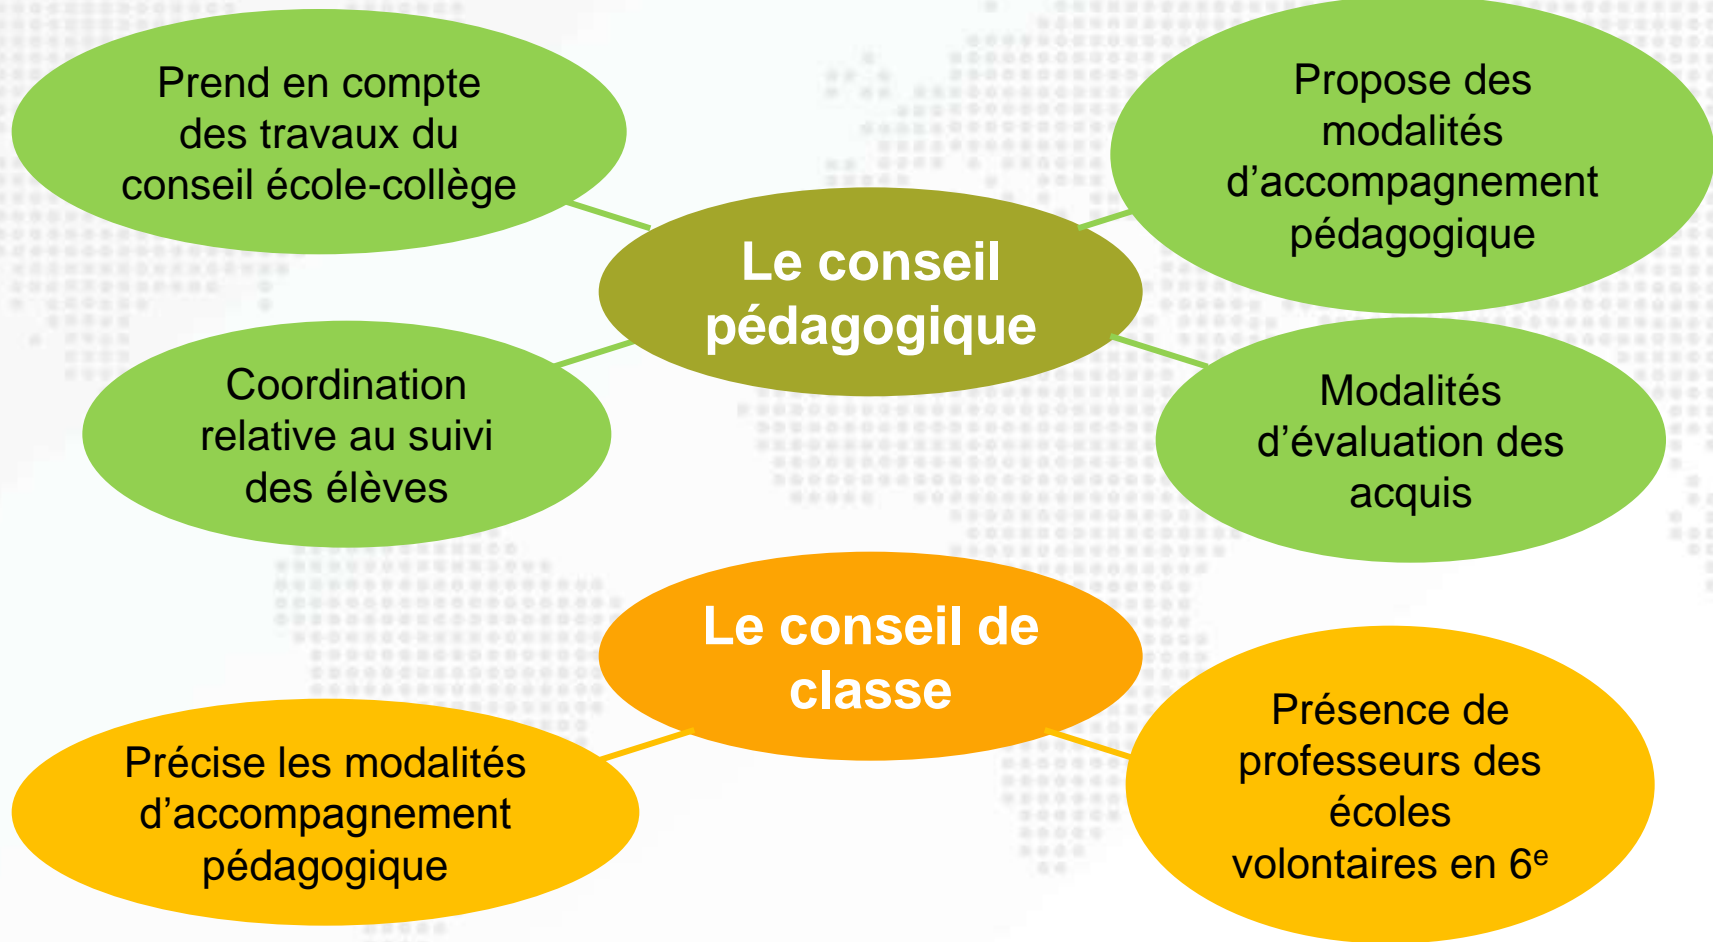 Prend en compte
des travaux du
conseil école-collège
Propose des
modalités
d’accompagnement
pédagogique
Le conseil
pédagogique
Coordination
relative au suivi
des élèves
Modalités
d’évaluation des
acquis
Le conseil de
classe
Précise les modalités
d’accompagnement
pédagogique
Présence de
professeurs des
écoles
volontaires en 6e